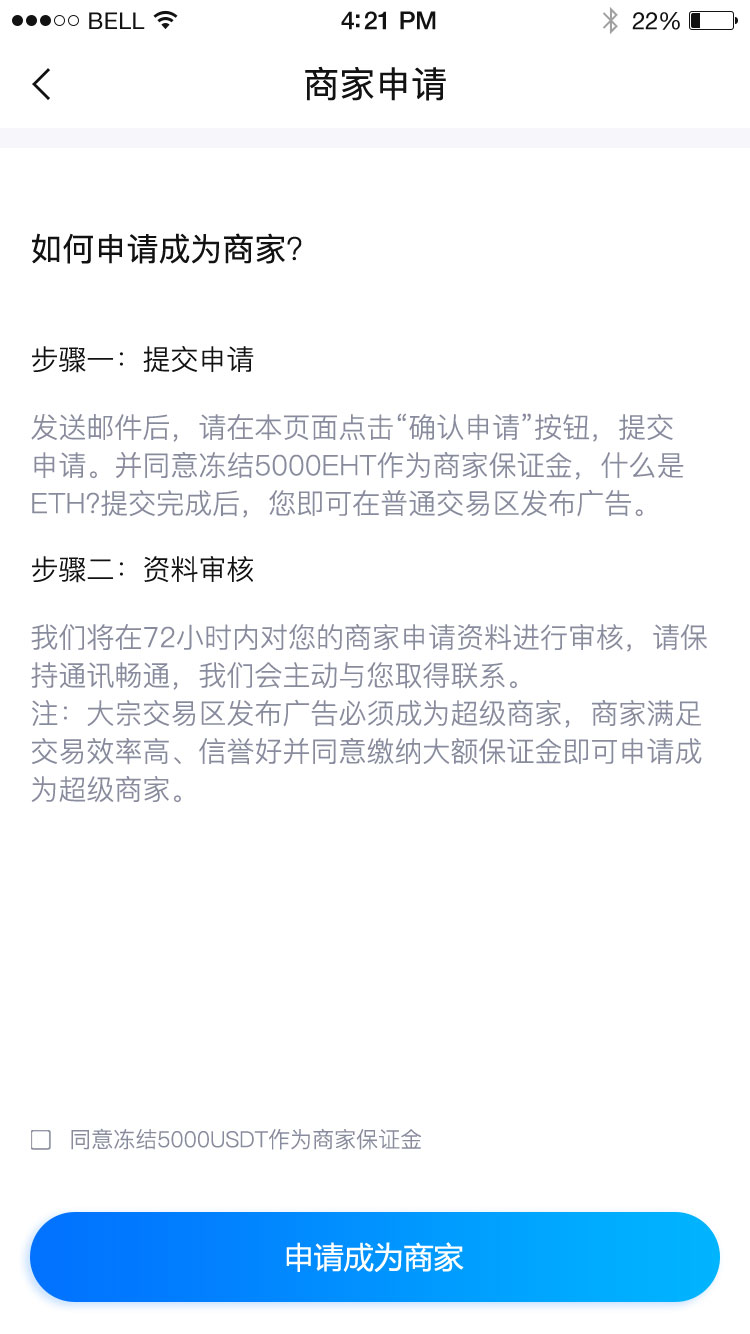 BELL 4:21 PM 22%
商家申请
如何申请成为商家?
步骤一：提交申请
发送邮件后，请在本页面点击“确认申请”按钮，提交
申请。并同意冻结5000EHT作为商家保证金，什么是
ETH?提交完成后，您即可在普通交易区发布广告。
步骤二：资料审核
我们将在72小时内对您的商家申请资料进行审核，请保
持通讯畅通，我们会主动与您取得联系。
注：大宗交易区发布广告必须成为超级商家，商家满足
交易效率高、信誉好并同意缴纳大额保证金即可申请成
为超级商家。
同意冻结5000USDT作为商家保证金
申请成为商家